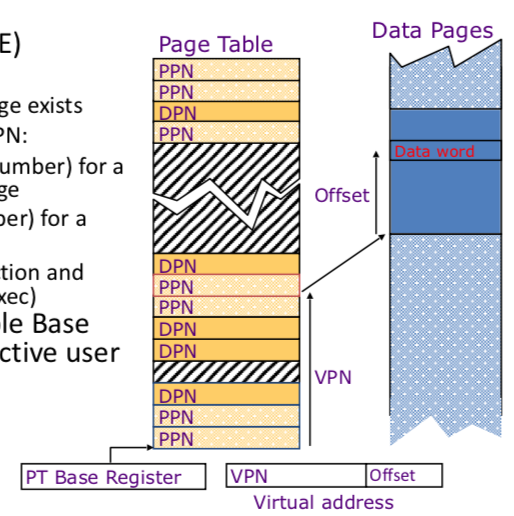 E)
ge exists
PN:
umber) for a
ge
er) for a
tion and
xec)
le Base
ctive user
Page Table
PPN
PPN
DPN
PPN
DPN
PPN
PPN
DPN
DPN
DPN
PPN
PPN
Data Pages
Data word
Offset
VPN
PT Base Register
VPN
Offset
Virtual address